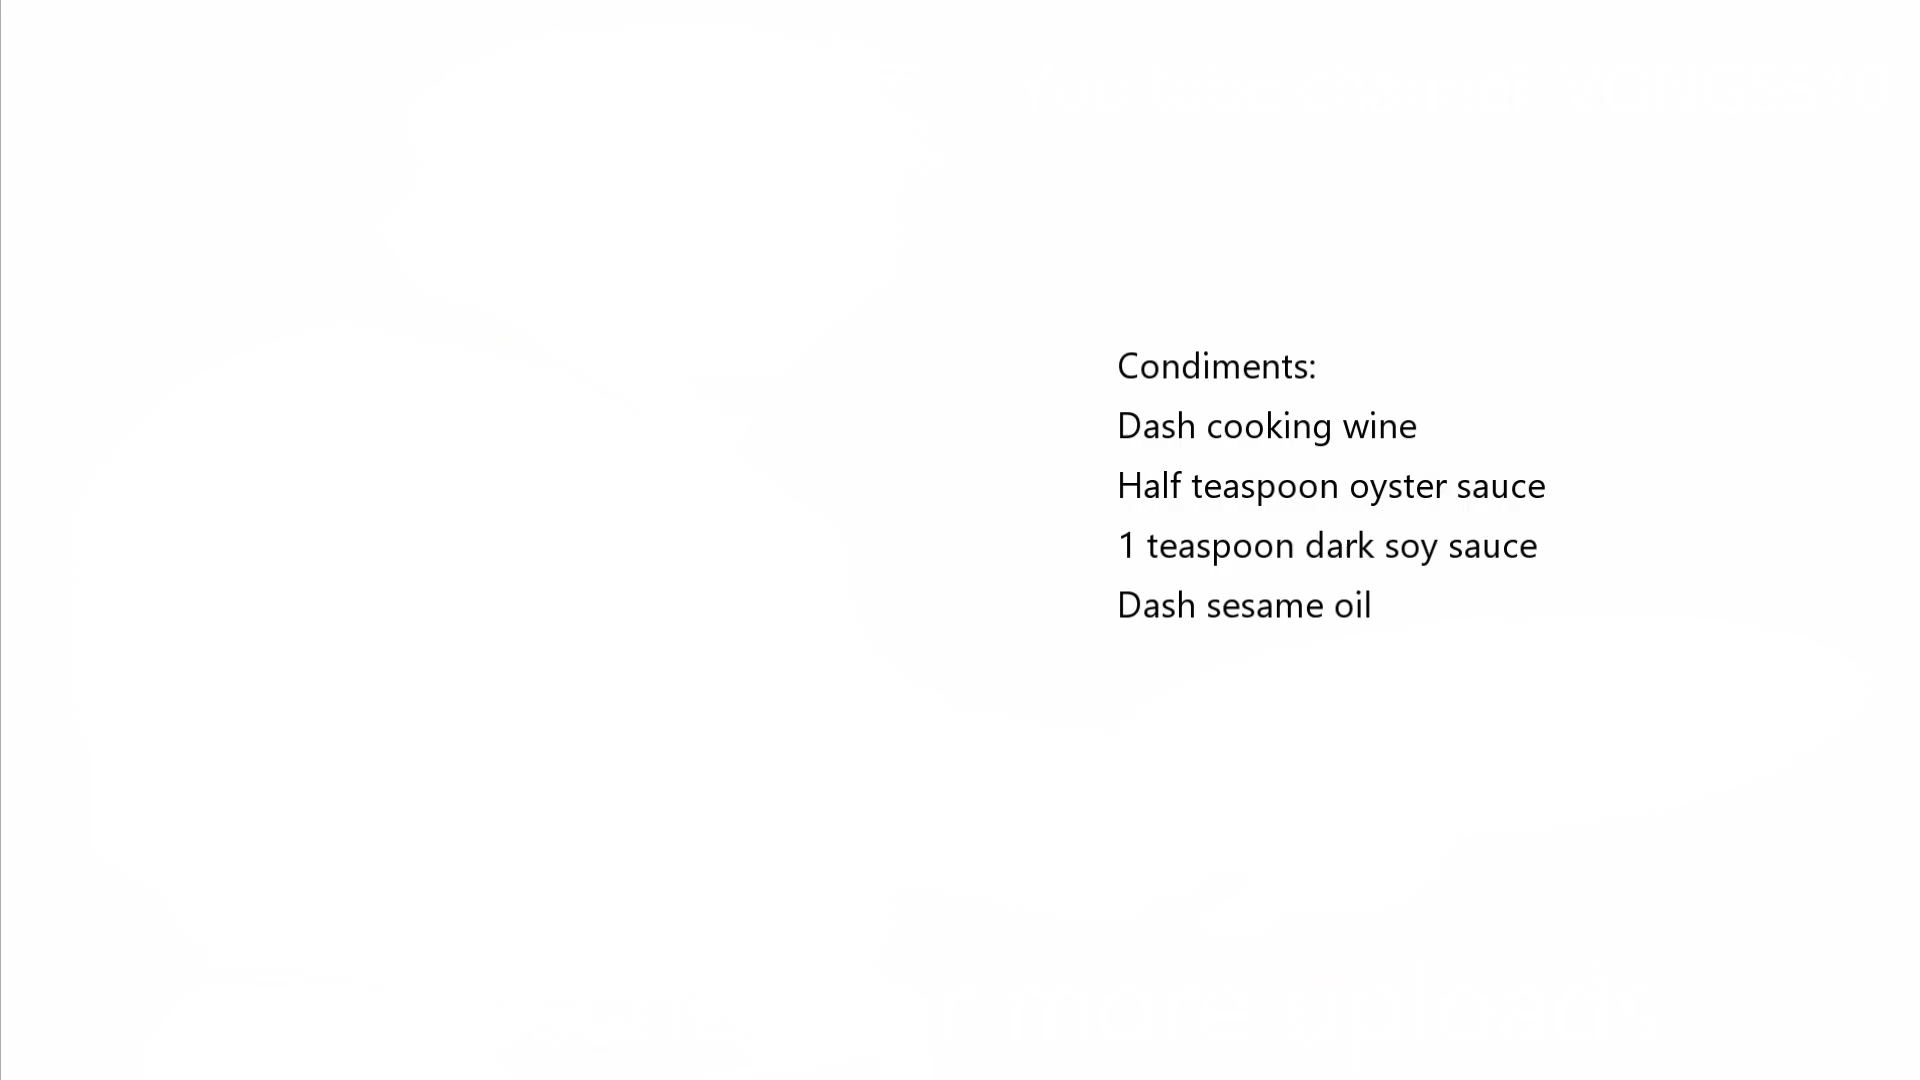 Condiments:
Dash cooking wine
Half teaspoon oyster sauce
1 teaspoon dark soy sauce
Dash sesame oil